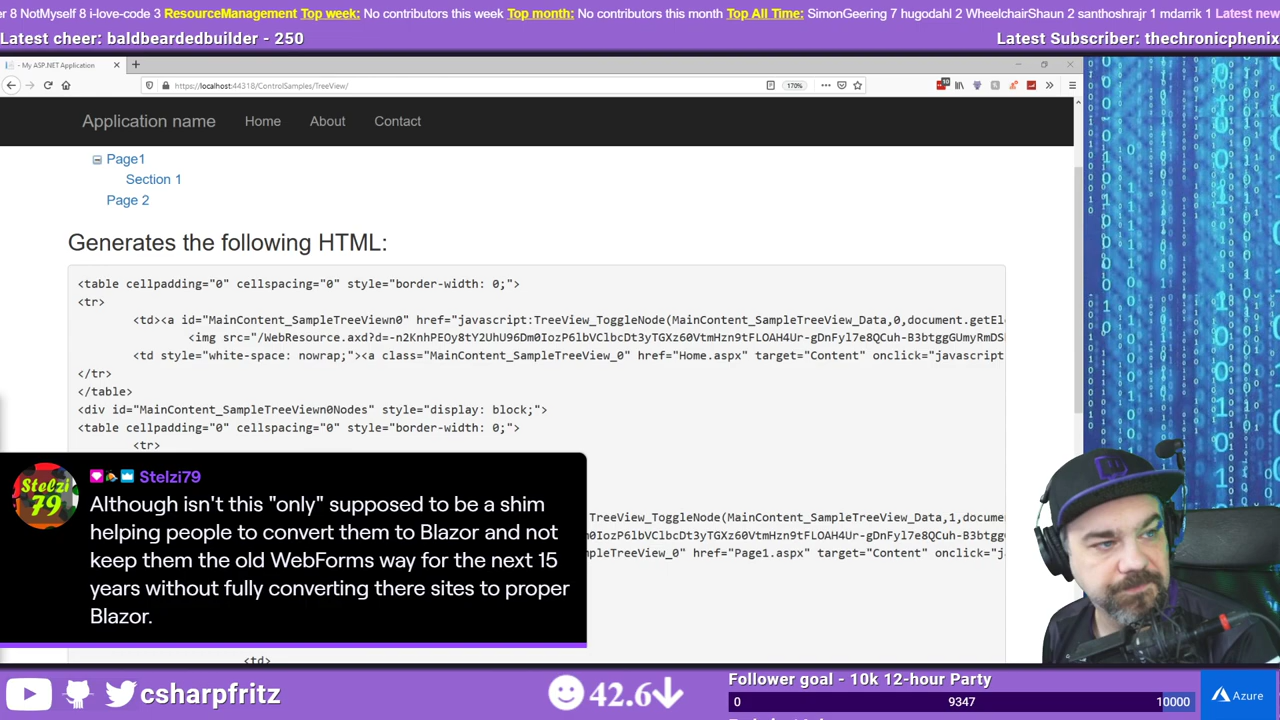 er 8 NotMyself 8 i-love-code 3 ResourceManagement Top week: No contributors this week Top month: No contributors this month Top All Time: SimonGeering 7 hugodahl 2 WheelchairShaun 2 santhoshrajr 1 mdarrik 1 Latest new
Latest cheer: baldbeardedbuilder - 250
Latest Subscriber: thechronicphenix
- My ASP.NET Application
https://localhost:44318/ControlSamples/TreeView/
170%
10
Application name
Home
About
Contact
Page1
Section 1
Page 2
Generates the following HTML:
<table cellpadding="0" cellspacing="0" style="border-width: 0;">
<tr>
<td><a id="MainContent_SampleTreeViewn0" href="javascript:TreeView_ToggleNode(MainContent_SampleTreeView_Data,0,document.getEl
<img src="/WebResource.axd?d=
<td style="white-space: nowrap;"><a class="MainContent_SampleTreeView_0" href="Home.aspx" target="Content" onclick="javascript
</tr>
</table>
<div id="MainContent_SampleTreeViewn0Nodes" style="display: block;">
<table cellpadding="0" cellspacing="0" style="border-width: 0;">
<tr>
TreeView_ToggleNode(MainContent_SampleTreeView_Data,1,documen
mpleTreeView_0" href="Page1.aspx" target="Content" onclick="j
<td>
Stelzi 79
Stelzi79
Although isn't this "only" supposed to be a shim
helping people to convert them to Blazor and not
keep them the old WebForms way for the next 15
years without fully converting there sites to proper
Blazor.
csharpfritz
42.6
Follower goal - 10k 12-hour Party
0
9347
10000
Azure